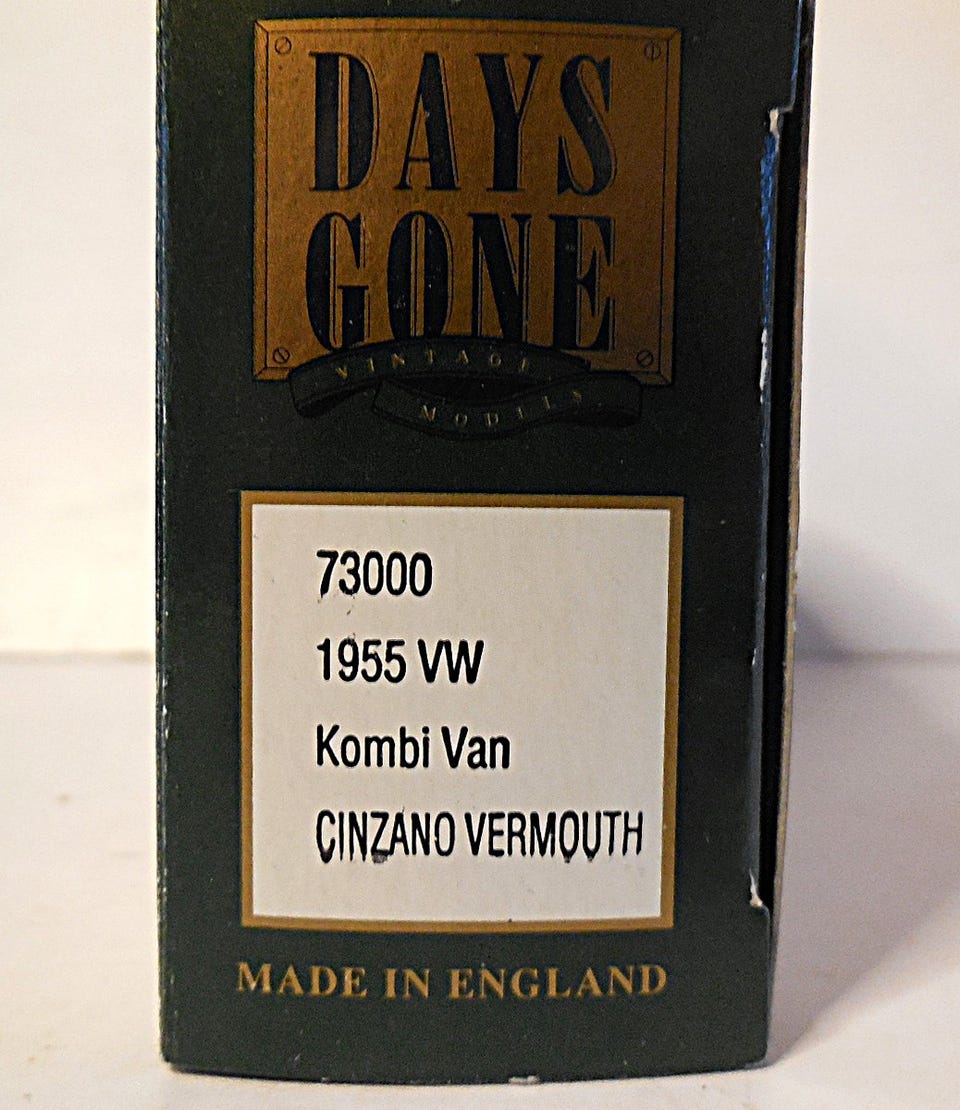 DAYS
GONE
VINTAGE
MODELS
73000
1955 VW
Kombi Van
CINZANO VERMOUTH
MADE IN ENGLAND